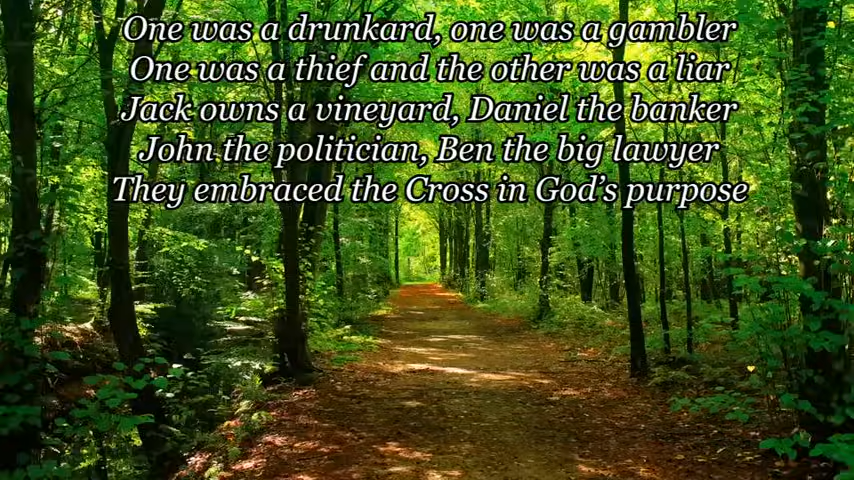 One was a drunkard, one was a gambler
One was a thief and the other was a liar
Jack owns a vineyard, Daniel the banker
John the politician, Ben the big lawyer
They embraced the Cross in God’s purpose